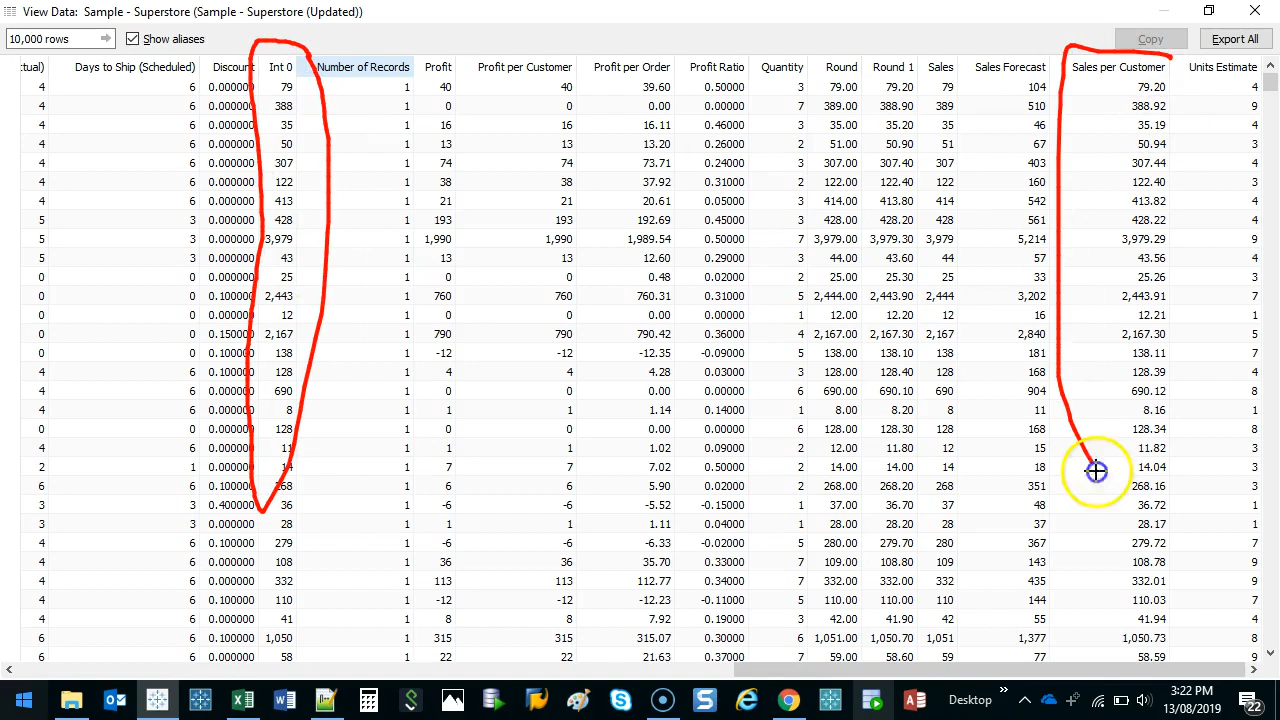 View Data: Sample - Superstore (Sample - Superstore (Updated))
10,000 rows Show aliases Copy Export All
tual) Days to Ship (Scheduled) Discount Int 0 Number of Records Profit Profit per Customer Profit per Order Profit Ratio Quantity Round Round 1 Sales Sales Forecast Sales per Customer Units Estimate
4 6 0.000000 79 1 40 40 39.60 0.50000 3 79.00 79.20 79 104 79.20 4
4 6 0.000000 388 1 0 0 0.00 0.00000 7 389.00 388.90 389 510 388.92 9
4 6 0.000000 35 1 16 16 16.11 0.46000 3 35.00 35.20 35 46 35.19 4
4 6 0.000000 50 1 13 13 13.20 0.26000 2 51.00 50.90 51 67 50.94 3
4 6 0.000000 307 1 74 74 73.71 0.24000 3 307.00 307.40 307 403 307.44 4
4 6 0.000000 122 1 38 38 37.92 0.31000 2 122.00 122.40 122 160 122.40 3
4 6 0.000000 413 1 21 21 20.61 0.05000 3 414.00 413.80 414 542 413.82 4
5 3 0.000000 428 1 193 193 192.69 0.45000 3 428.00 428.20 428 561 428.22 4
5 3 0.000000 3,979 1 1,990 1,990 1,989.54 0.50000 7 3,979.00 3,979.30 3,979 5,214 3,979.29 9
5 3 0.000000 43 1 13 13 12.60 0.29000 3 44.00 43.60 44 57 43.56 4
0 0 0.000000 25 1 0 0 0.48 0.02000 2 25.00 25.30 25 33 25.26 3
0 0 0.100000 2,443 1 760 760 760.31 0.31000 5 2,444.00 2,443.90 2,444 3,202 2,443.91 7
0 0 0.000000 12 1 0 0 0.00 0.00000 1 12.00 12.20 12 16 12.21 1
0 0 0.150000 2,167 1 790 790 790.42 0.36000 4 2,167.00 2,167.30 2,167 2,840 2,167.30 5
0 0 0.100000 138 1 -12 -12 -12.35 -0.09000 5 138.00 138.10 138 181 138.11 7
4 6 0.100000 128 1 4 4 4.28 0.03000 3 128.00 128.40 128 168 128.39 4
4 6 0.000000 690 1 0 0 0.00 0.00000 6 690.00 690.10 690 904 690.12 8
4 6 0.000000 8 1 1 1 1.14 0.14000 1 8.00 8.20 8 11 8.16 1
4 6 0.000000 128 1 0 0 0.00 0.00000 6 128.00 128.30 128 168 128.34 8
4 6 0.000000 11 1 1 1 1.02 0.09000 2 12.00 11.80 12 15 11.82 3
2 1 0.000000 14 1 7 7 7.02 0.50000 2 14.00 14.00 14 18 14.04 3
6 6 0.100000 268 1 6 6 5.90 0.02000 2 268.00 268.20 268 351 268.16 3
3 3 0.400000 36 1 -6 -6 -5.52 -0.15000 1 37.00 36.70 37 48 36.72 1
3 3 0.000000 28 1 1 1 1.11 0.04000 1 28.00 28.20 28 37 28.17 1
4 6 0.100000 279 1 -6 -6 -6.33 -0.02000 5 280.00 279.70 280 367 279.72 7
4 6 0.000000 108 1 36 36 35.70 0.33000 7 109.00 108.80 109 143 108.78 9
4 6 0.000000 332 1 113 113 112.77 0.34000 7 332.00 332.00 332 435 332.01 9
4 6 0.100000 110 1 -12 -12 -12.23 -0.11000 5 110.00 110.00 110 144 110.03 7
4 6 0.000000 41 1 8 8 7.92 0.19000 3 42.00 41.90 42 55 41.94 4
6 6 0.100000 1,050 1 315 315 315.07 0.30000 6 1,051.00 1,050.70 1,051 1,377 1,050.73 8
6 6 0.000000 58 1 22 22 21.63 0.37000 7 59.00 58.60 59 77 58.59 9
Desktop 3:22 PM
13/08/2019 22